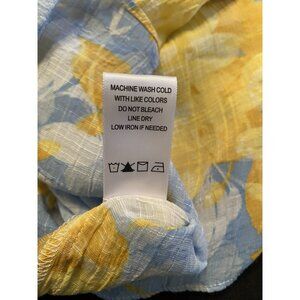 MACHINE WASH COLD
WITH LIKE COLORS
DO NOT BLEACH
LINE DRY
LOW IRON IF NEEDED